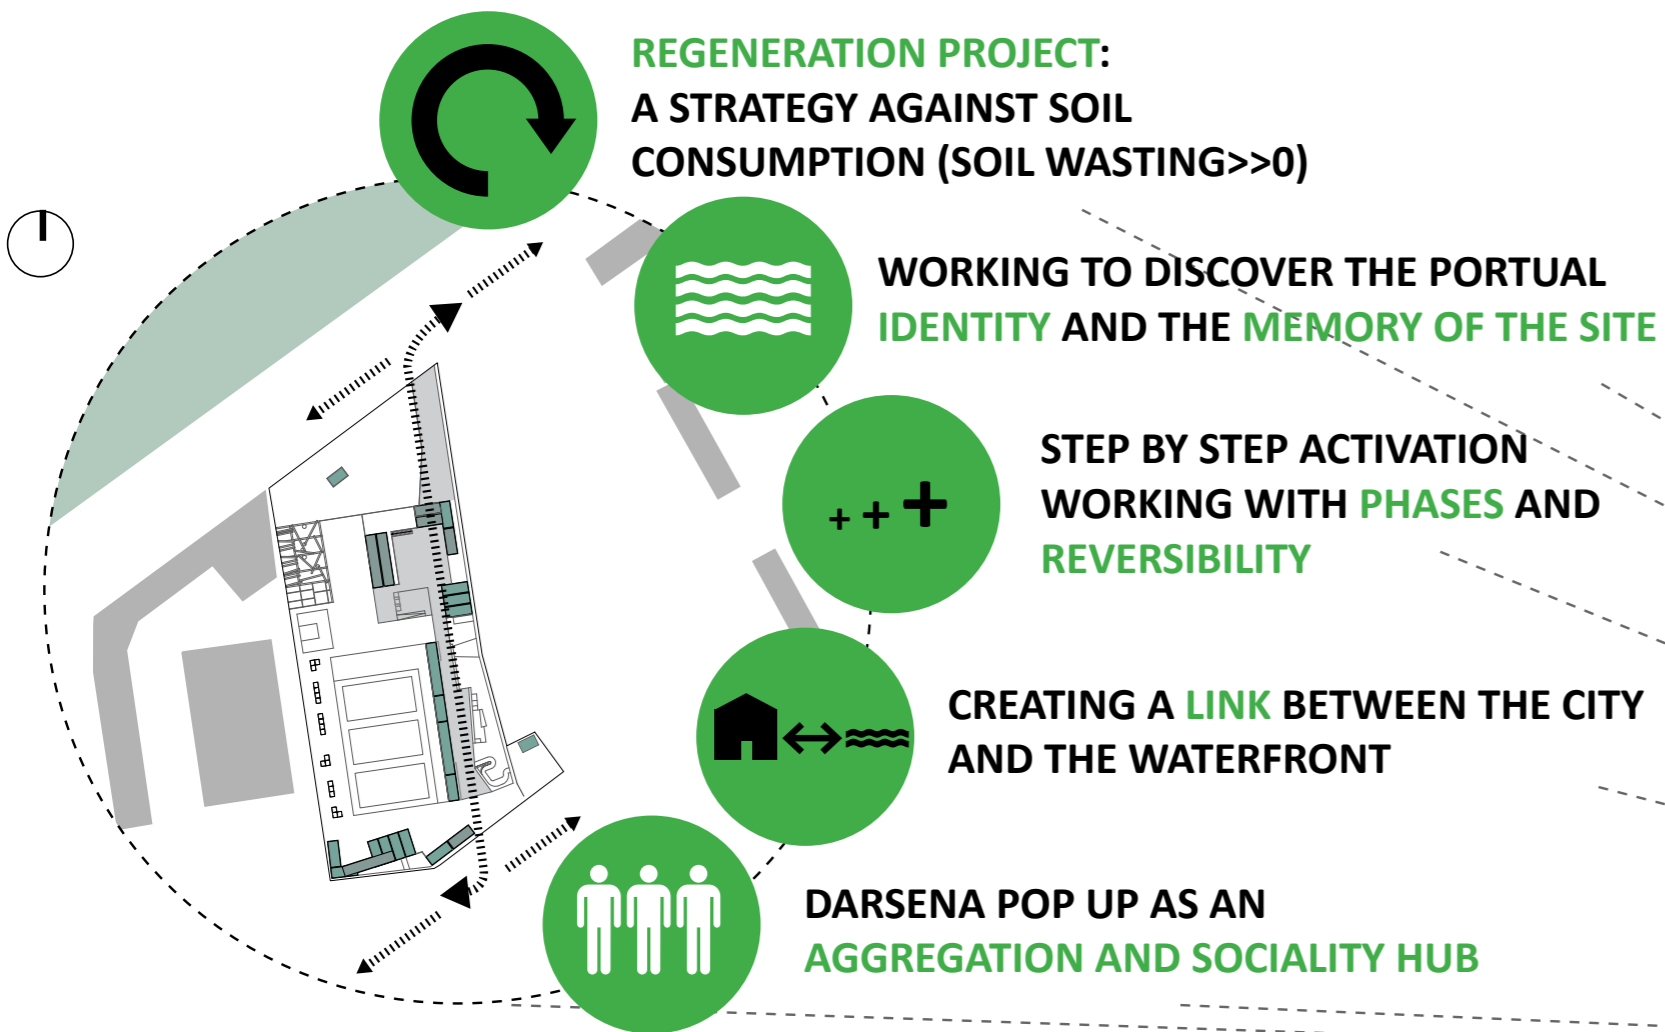 REGENERATION PROJECT:
A STRATEGY AGAINST SOIL
CONSUMPTION (SOIL WASTING>>0)
WORKING TO DISCOVER THE PORTUAL
IDENTITY AND THE MEMORY OF THE SITE
STEP BY STEP ACTIVATION
WORKING WITH PHASES AND
REVERSIBILITY
CREATING A LINK BETWEEN THE CITY
AND THE WATERFRONT
DARSENA POP UP AS AN
AGGREGATION AND SOCIALITY HUB